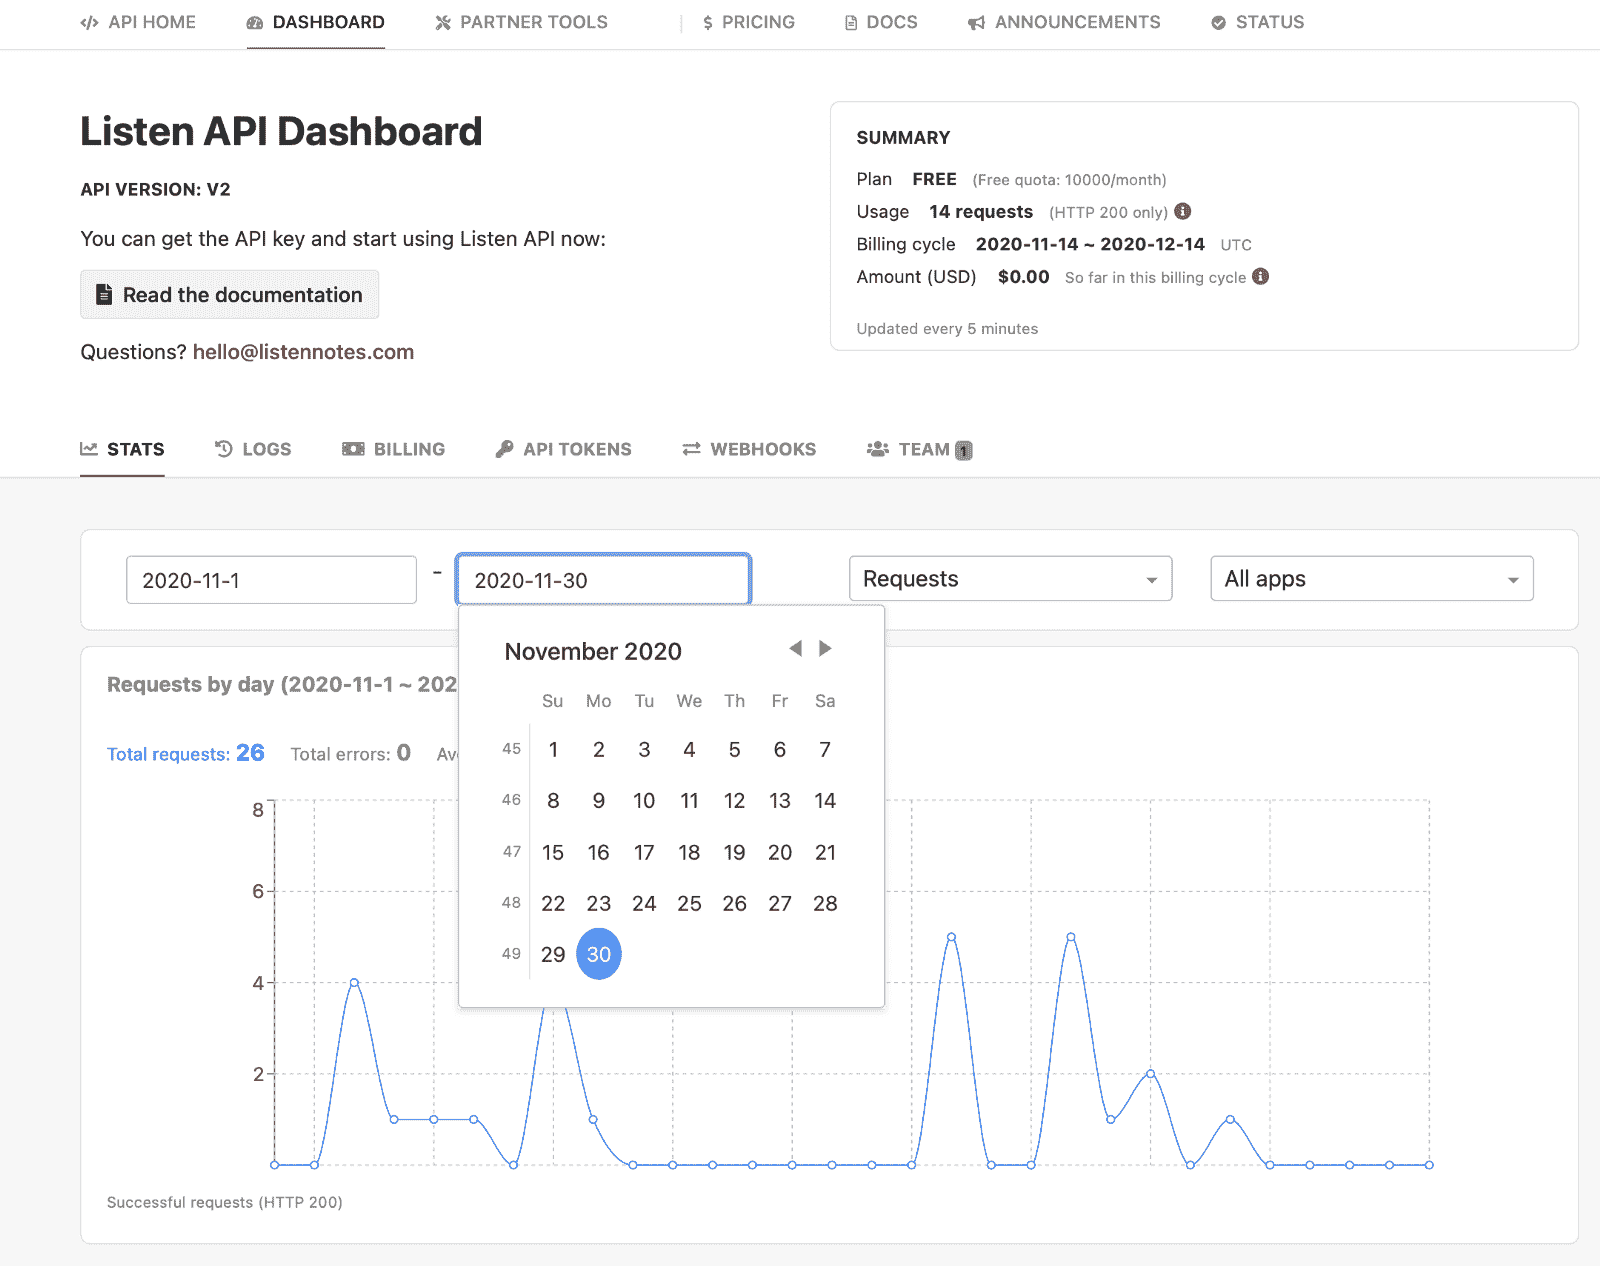 API HOME DASHBOARD PARTNER TOOLS PRICING DOCS ANNOUNCEMENTS STATUS
Listen API Dashboard
API VERSION: V2
You can get the API key and start using Listen API now:
Read the documentation
Questions? hello@listennotes.com
SUMMARY
Plan FREE (Free quota: 10000/month)
Usage 14 requests (HTTP 200 only)
Billing cycle 2020-11-14 ~ 2020-12-14 UTC
Amount (USD) $0.00 So far in this billing cycle
Updated every 5 minutes
STATS LOGS BILLING API TOKENS WEBHOOKS TEAM 1
2020-11-1 - 2020-11-30 Requests All apps
Requests by day (2020-11-1 ~ 202
Total requests: 26 Total errors: 0 Av
November 2020
Su Mo Tu We Th Fr Sa
45 1 2 3 4 5 6 7
46 8 9 10 11 12 13 14
47 15 16 17 18 19 20 21
48 22 23 24 25 26 27 28
49 29 30
8
6
4
2
Successful requests (HTTP 200)